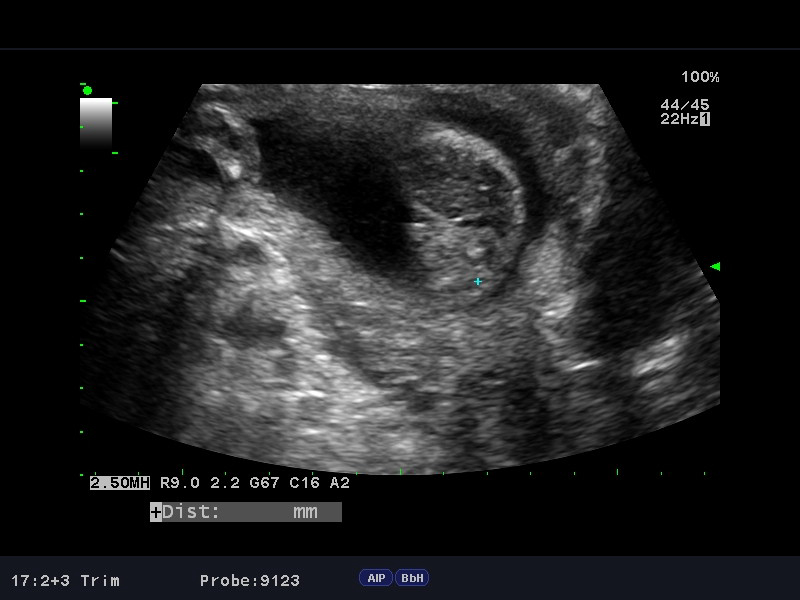 100%
44/45
22Hz1
2.50MH R9.0 2.2 G67 C16 A2
+Dist: mm
17:2+3 Trim Probe:9123 AIP BbH